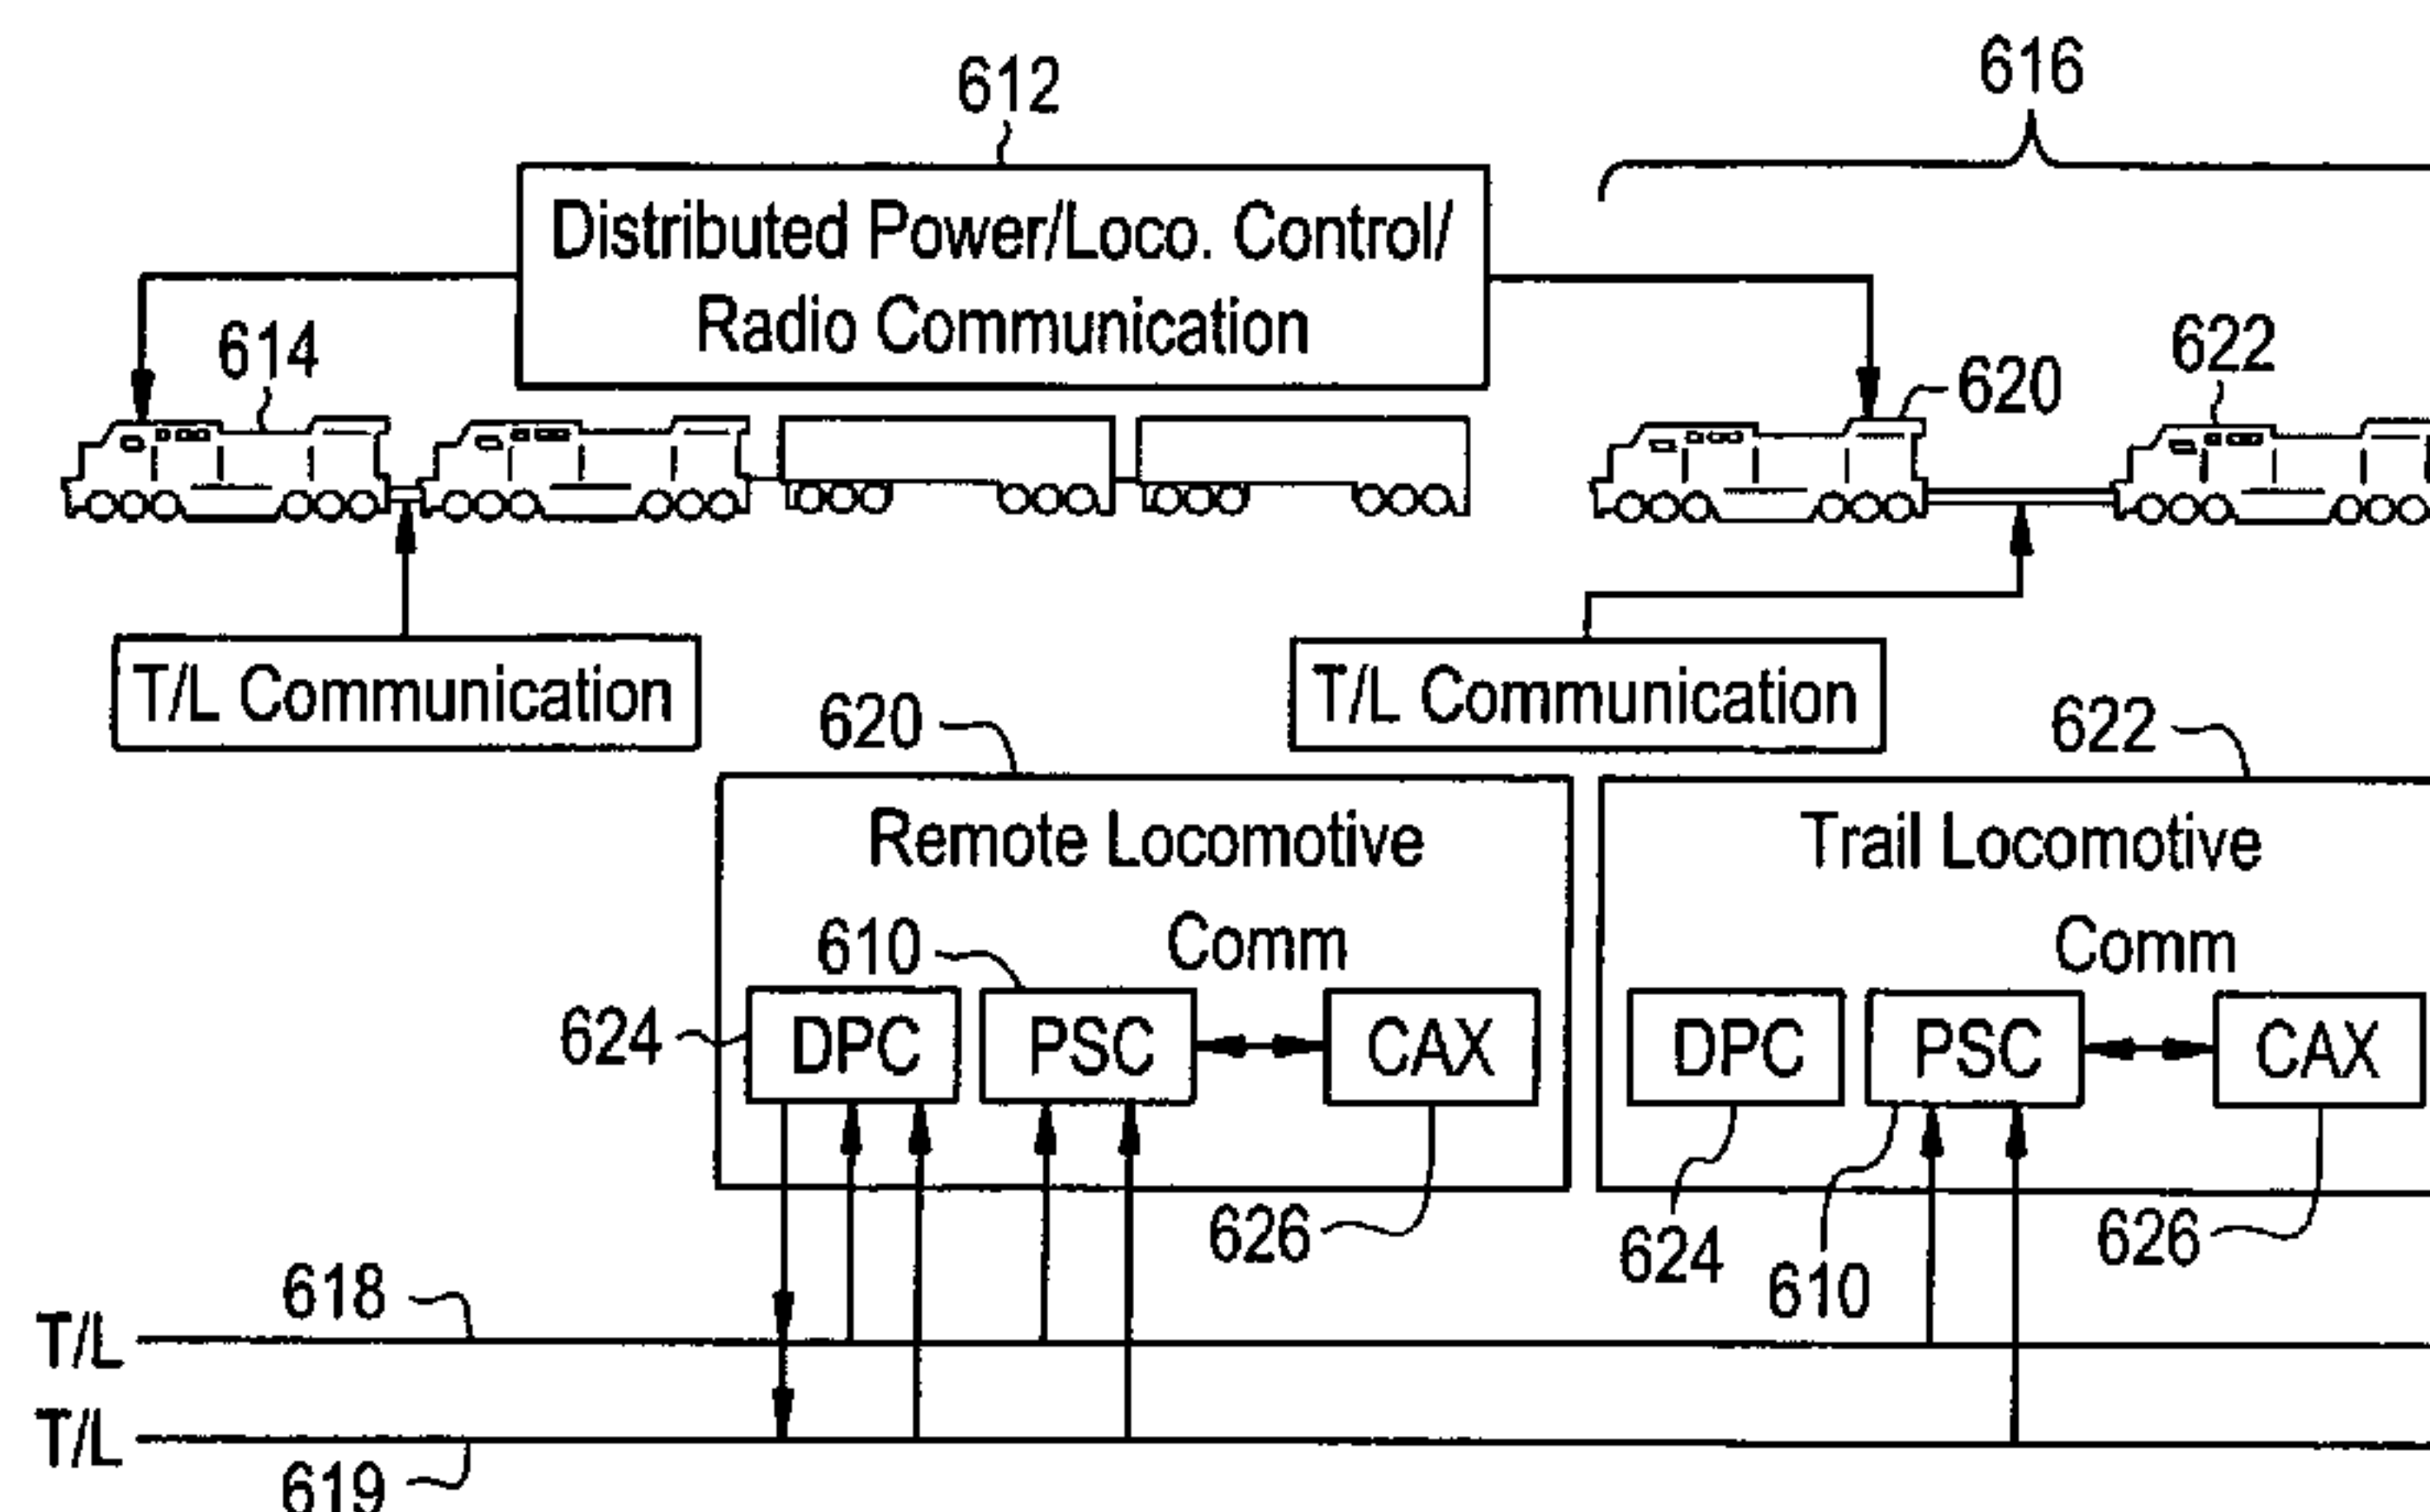 612
616
Distributed Power/Loco. Control/
Radio Communication
614
620
622
T/L Communication
T/L Communication
620
622
Remote Locomotive
Trail Locomotive
Comm
Comm
610
624
DPC
PSC
CAX
DPC
PSC
CAX
626
624
610
626
618
T/L
T/L
619